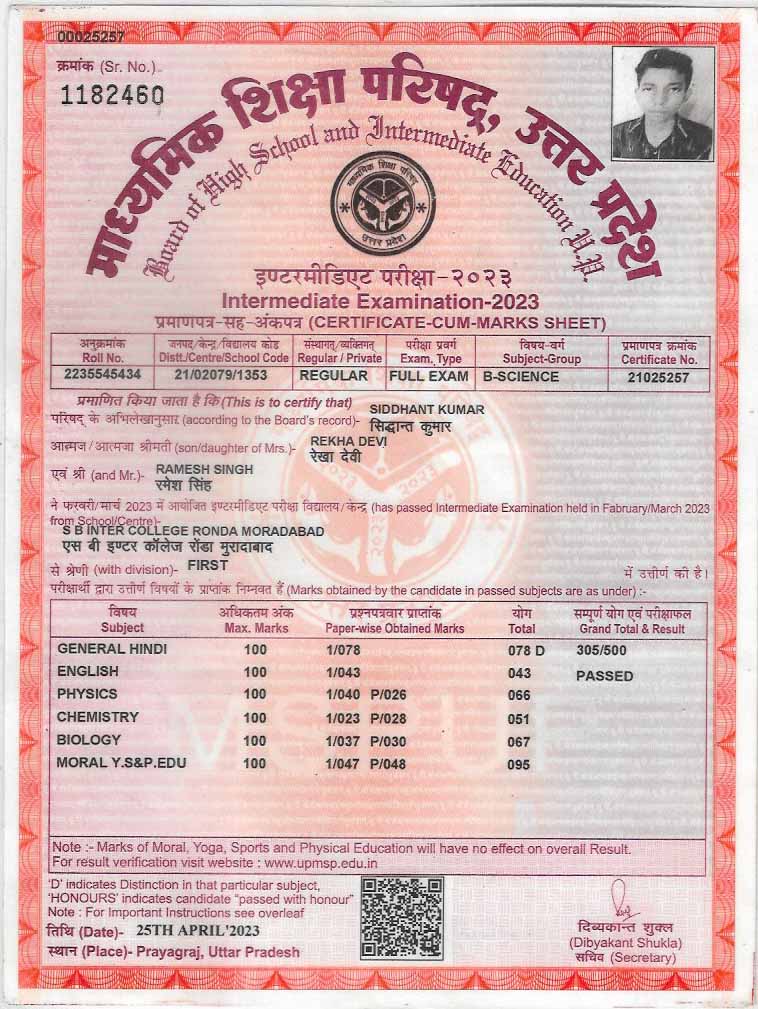 00025257
क्रमांक (Sr. No.)
1182460
माध्यमिक शिक्षा परिषद्, उत्तर प्रदेश
Board of High School and Intermediate Education U.P.
माध्यमिक शिक्षा परिषद्
उत्तर प्रदेश
इण्टरमीडिएट परीक्षा-२०२३
Intermediate Examination-2023
प्रमाणपत्र-सह-अंकपत्र (CERTIFICATE-CUM-MARKS SHEET)
अनुक्रमांक जनपद/केन्द्र/विद्यालय कोड संस्थागत्/व्यक्तिगत् परीक्षा प्रवर्ग विषय-वर्ग प्रमाणपत्र क्रमांक
Roll No. Distt./Centre/School Code Regular / Private Exam. Type Subject-Group Certificate No.
2235545434 21/02079/1353 REGULAR FULL EXAM B-SCIENCE 21025257
प्रमाणित किया जाता है कि (This is to certify that) SIDDHANT KUMAR
परिषद् के अभिलेखानुसार (according to the Board's record)- सिद्धान्त कुमार
आत्मज/आत्मजा श्रीमती (son/daughter of Mrs.)- REKHA DEVI
रेखा देवी
एवं श्री (and Mr.)- RAMESH SINGH
रमेश सिंह
ने फरवरी/मार्च 2023 में आयोजित इण्टरमीडिएट परीक्षा विद्यालय/केन्द्र (has passed Intermediate Examination held in Fabruary/March 2023
from School/Centre)-
S B INTER COLLEGE RONDA MORADABAD
एस बी इण्टर कॉलेज रोंडा मुरादाबाद
से श्रेणी (with division)- FIRST में उत्तीर्ण की है।
परीक्षार्थी द्वारा उत्तीर्ण विषयों के प्राप्तांक निम्नवत हैं (Marks obtained by the candidate in passed subjects are as under) :-
विषय अधिकतम अंक प्रश्नपत्रवार प्राप्तांक योग सम्पूर्ण योग एवं परीक्षाफल
Subject Max. Marks Paper-wise Obtained Marks Total Grand Total & Result
GENERAL HINDI 100 1/078 078 D 305/500
ENGLISH 100 1/043 043 PASSED
PHYSICS 100 1/040 P/026 066
CHEMISTRY 100 1/023 P/028 051
BIOLOGY 100 1/037 P/030 067
MORAL Y.S&P.EDU 100 1/047 P/048 095
Note :- Marks of Moral, Yoga, Sports and Physical Education will have no effect on overall Result.
For result verification visit website : www.upmsp.edu.in
'D' indicates Distinction in that particular subject,
'HONOURS' indicates candidate "passed with honour"
Note : For Important Instructions see overleaf
तिथि (Date)- 25TH APRIL'2023
स्थान (Place)- Prayagraj, Uttar Pradesh
दिब्यकान्त शुक्ल
(Dibyakant Shukla)
सचिव (Secretary)